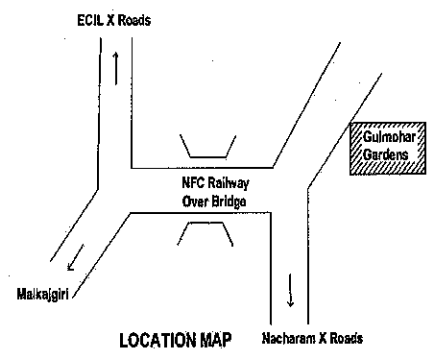 ECIL X Roads
Gulmohar
Gardens
NFC Railway
Over Bridge
Malkajgiri
LOCATION MAP
Nacharam X Roads